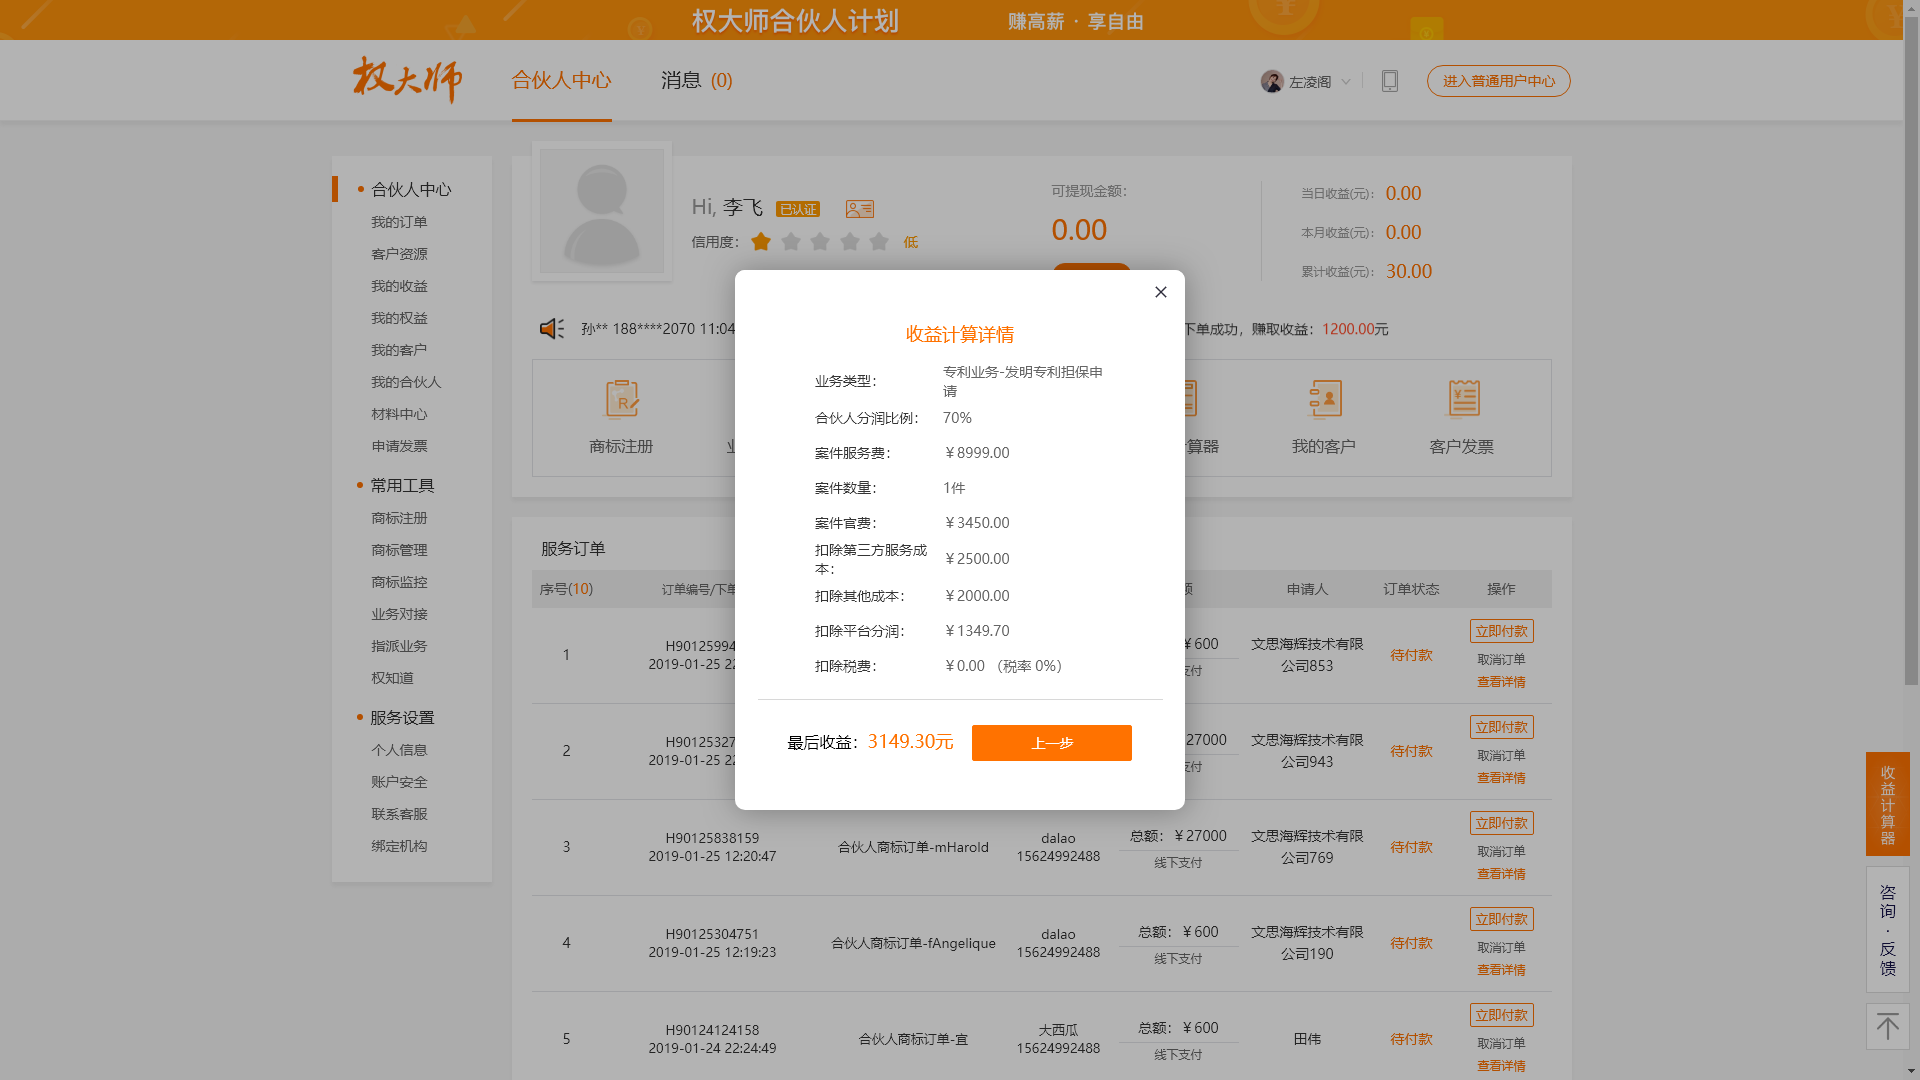 权大师合伙人计划 赚高薪 · 享自由
权大师 合伙人中心 消息 (0) 左凌阁 进入普通用户中心
合伙人中心
我的订单
客户资源
我的收益
我的权益
我的客户
我的合伙人
材料中心
申请发票
常用工具
商标注册
商标管理
商标监控
业务对接
指派业务
权知道
服务设置
个人信息
账户安全
联系客服
绑定机构
Hi, 李飞 已认证
信用度： 低
可提现金额：
0.00
当日收益(元)： 0.00
本月收益(元)： 0.00
累计收益(元)： 30.00
孙** 188****2070 11:04
下单成功，赚取收益：1200.00元
商标注册
业
算器
我的客户
客户发票
服务订单
序号(10) 订单编号/下单 额 申请人 订单状态 操作
1
H90125994
2019-01-25 22
￥600
支付
文思海辉技术有限
公司853
待付款
立即付款
取消订单
查看详情
2
H90125327
2019-01-25 22
27000
支付
文思海辉技术有限
公司943
待付款
立即付款
取消订单
查看详情
3
H90125838159
2019-01-25 12:20:47
合伙人商标订单-mHarold
dalao
15624992488
总额：￥27000
线下支付
文思海辉技术有限
公司769
待付款
立即付款
取消订单
查看详情
4
H90125304751
2019-01-25 12:19:23
合伙人商标订单-fAngelique
dalao
15624992488
总额：￥600
线下支付
文思海辉技术有限
公司190
待付款
立即付款
取消订单
查看详情
5
H90124124158
2019-01-24 22:24:49
合伙人商标订单-宜
大西瓜
15624992488
总额：￥600
线下支付
田伟
待付款
立即付款
取消订单
查看详情
收益计算详情
业务类型： 专利业务-发明专利担保申
请
合伙人分润比例： 70%
案件服务费： ￥8999.00
案件数量： 1件
案件官费： ￥3450.00
扣除第三方服务成
本： ￥2500.00
扣除其他成本： ￥2000.00
扣除平台分润： ￥1349.70
扣除税费： ￥0.00 （税率 0%）
最后收益：3149.30元 上一步
收益计算器
咨询·反馈